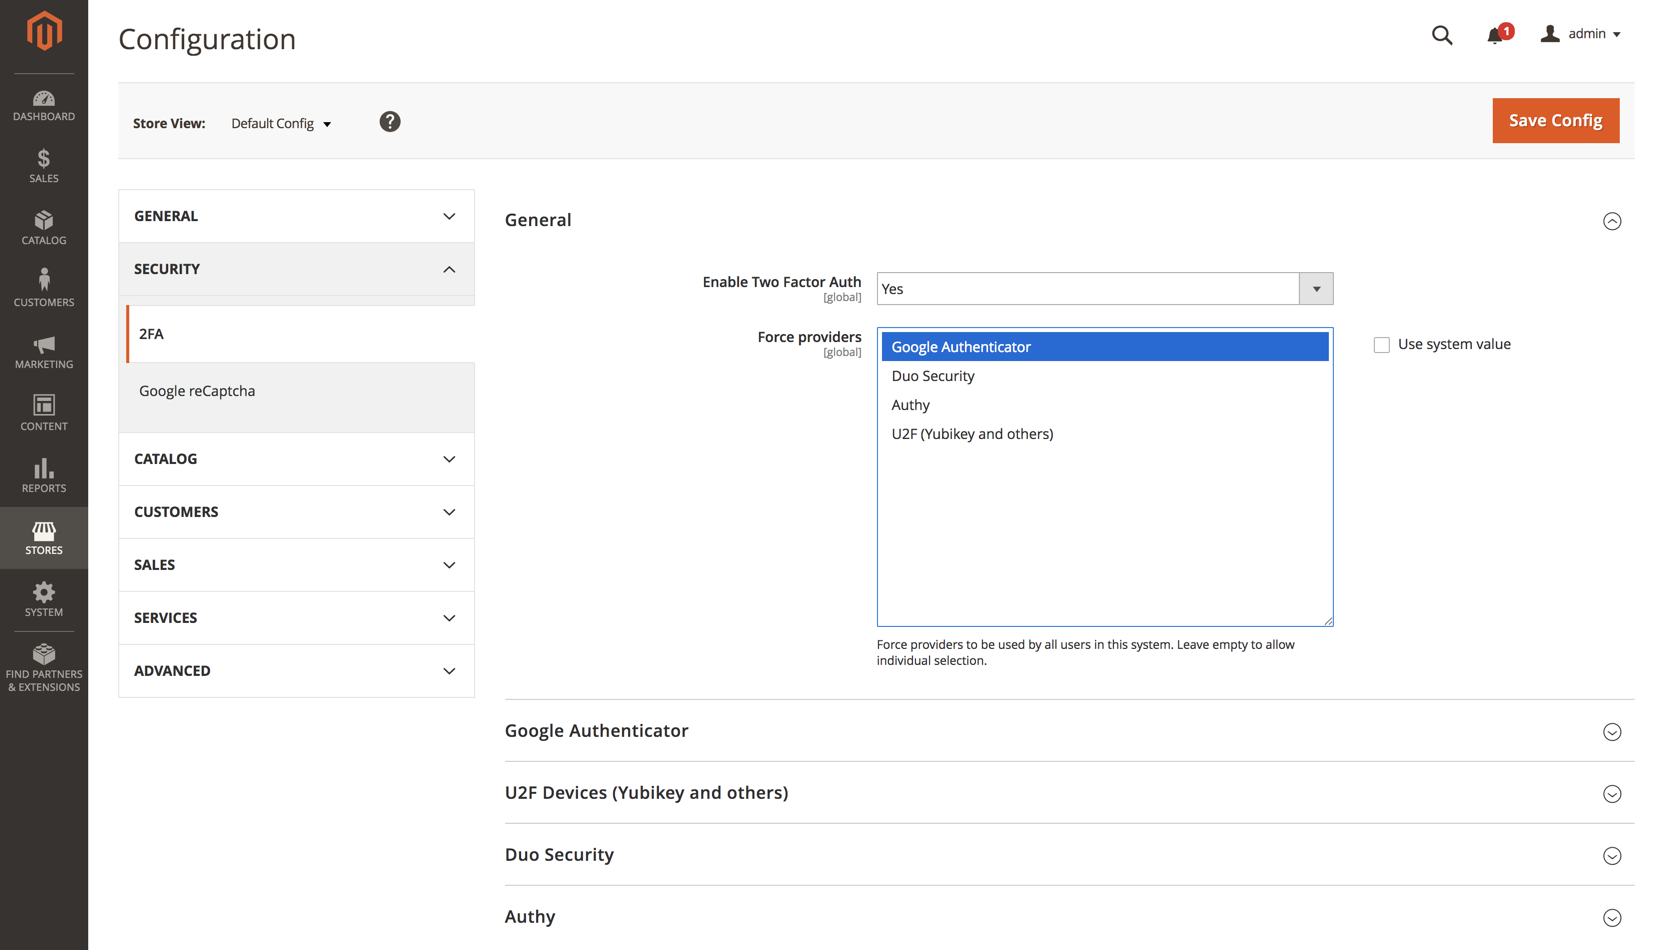 Configuration
1
admin
Store View:
Default Config
?
Save Config
DASHBOARD
$
SALES
CATALOG
CUSTOMERS
MARKETING
CONTENT
REPORTS
STORES
SYSTEM
FIND PARTNERS
& EXTENSIONS
GENERAL
SECURITY
2FA
Google reCaptcha
CATALOG
CUSTOMERS
SALES
SERVICES
ADVANCED
General
Enable Two Factor Auth
[global]
Yes
Force providers
[global]
Google Authenticator
Duo Security
Authy
U2F (Yubikey and others)
Use system value
Force providers to be used by all users in this system. Leave empty to allow
individual selection.
Google Authenticator
U2F Devices (Yubikey and others)
Duo Security
Authy